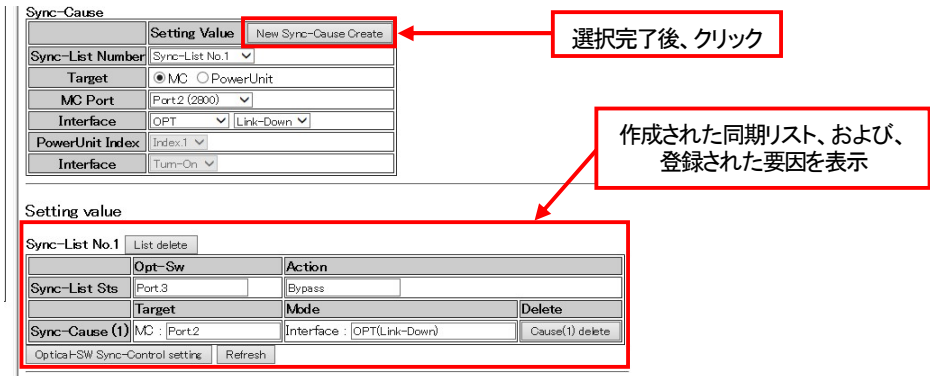 Sync-Cause
Setting Value New Sync-Cause Create
Sync-List Number Sync-List No.1
Target MC PowerUnit
MC Port Port.2 (2800)
Interface OPT Link-Down
PowerUnit Index Index.1
Interface Turn-On
選択完了後、クリック
作成された同期リスト、および、
登録された要因を表示
Setting value
Sync-List No.1 List delete
Opt-Sw Action
Sync-List Sts Port.3 Bypass
Target Mode Delete
Sync-Cause (1) MC : Port.2 Interface : OPT(Link-Down) Cause(1) delete
Optical-SW Sync-Control setting Refresh